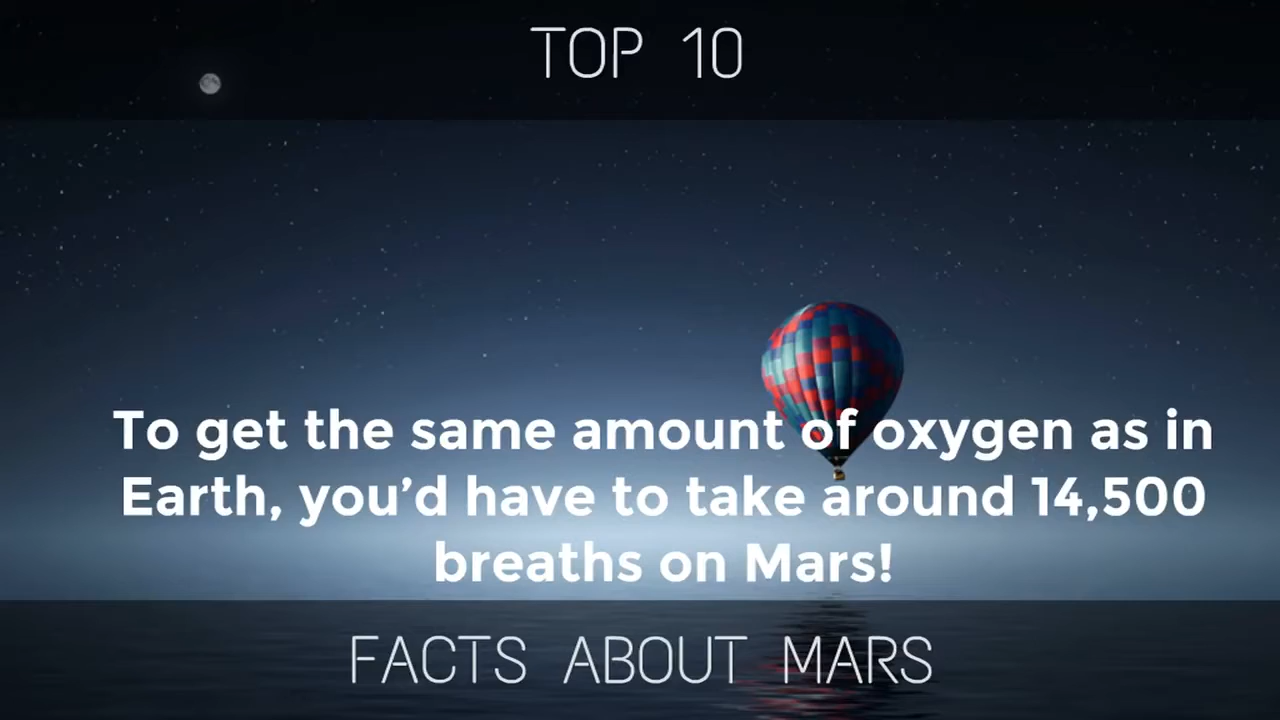 TOP 10
To get the same amount of oxygen as in
Earth, you’d have to take around 14,500
breaths on Mars!
FACTS ABOUT MARS